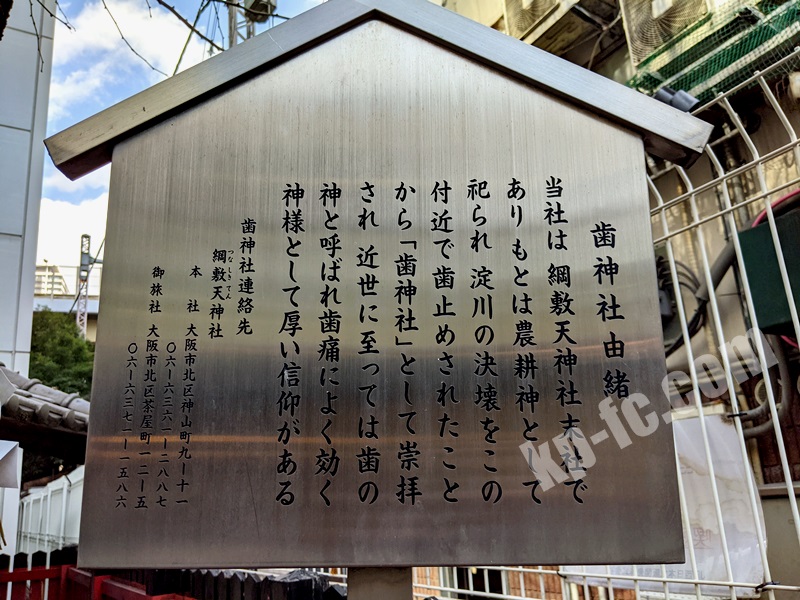 歯神社由緒
当社は 綱敷天神社末社で
あり もとは農耕神として
祀られ 淀川の決壊をこの
付近で歯止めされたこと
から「歯神社」として崇拝
され 近世に至っては歯の
神と呼ばれ歯痛によく効く
神様として厚い信仰がある
歯神社連絡先
綱敷天神社
つなしきてん
本 社 大阪市北区神山町九ー十一
〇六ー六三六一ー二八八七
御旅社 大阪市北区茶屋町一二ー五
〇六ー六三七一ー一五八六
kp-fc.com